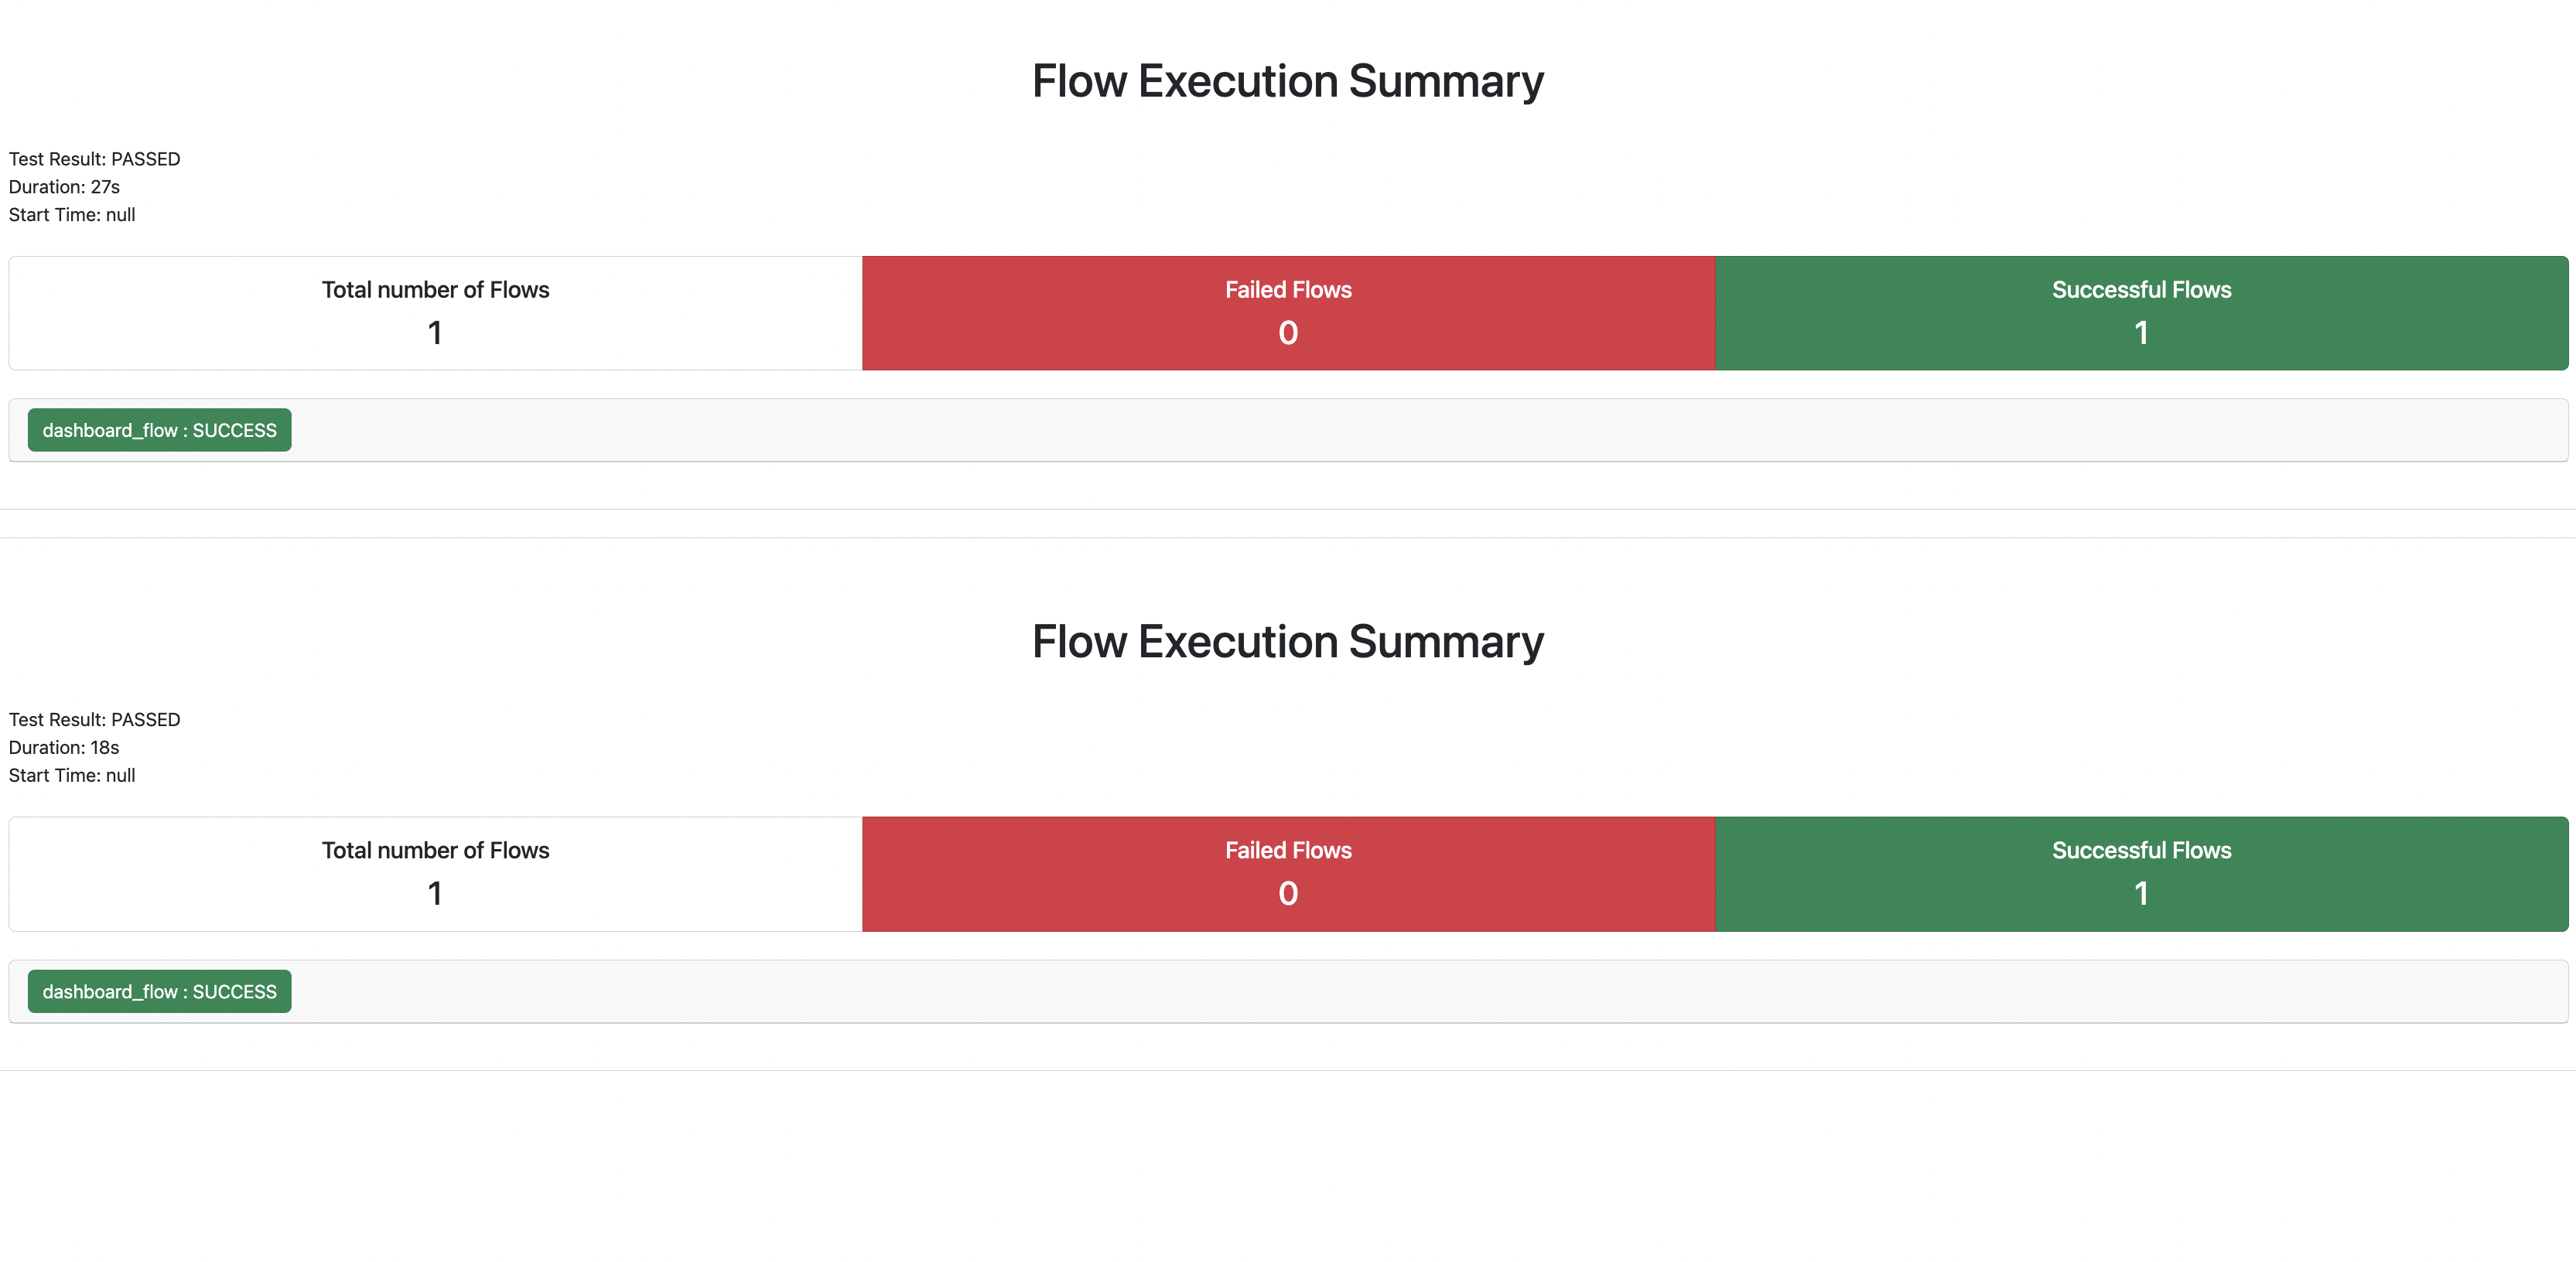 Flow Execution Summary
Test Result: PASSED
Duration: 27s
Start Time: null
Total number of Flows
1
Failed Flows
0
Successful Flows
1
dashboard_flow : SUCCESS
Flow Execution Summary
Test Result: PASSED
Duration: 18s
Start Time: null
Total number of Flows
1
Failed Flows
0
Successful Flows
1
dashboard_flow : SUCCESS